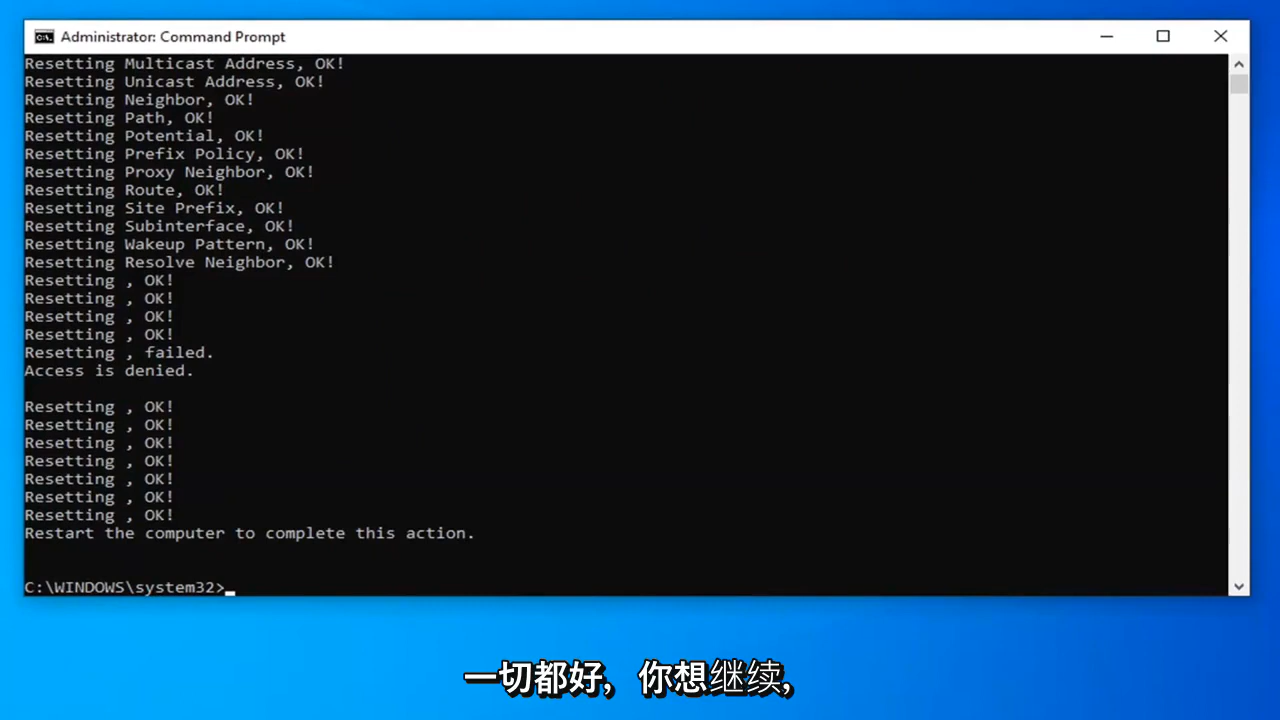 Administrator: Command Prompt
Resetting Multicast Address, OK!
Resetting Unicast Address, OK!
Resetting Neighbor, OK!
Resetting Path, OK!
Resetting Potential, OK!
Resetting Prefix Policy, OK!
Resetting Proxy Neighbor, OK!
Resetting Route, OK!
Resetting Site Prefix, OK!
Resetting Subinterface, OK!
Resetting Wakeup Pattern, OK!
Resetting Resolve Neighbor, OK!
Resetting , OK!
Resetting , OK!
Resetting , OK!
Resetting , OK!
Resetting , failed.
Access is denied.
Resetting , OK!
Resetting , OK!
Resetting , OK!
Resetting , OK!
Resetting , OK!
Resetting , OK!
Resetting , OK!
Restart the computer to complete this action.
C:\WINDOWS\system32>
一切都好，你想继续，